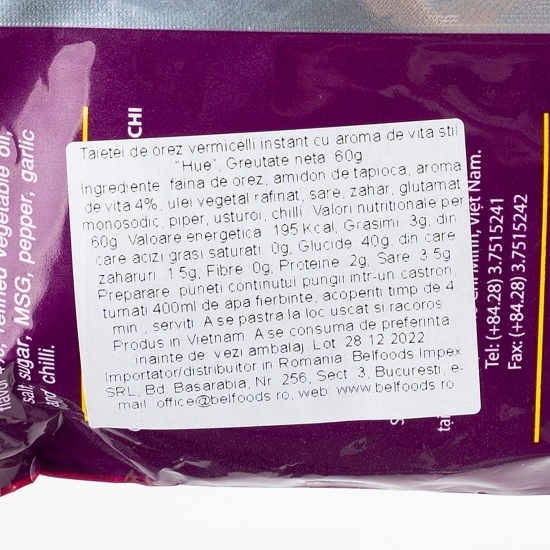 Taietei de orez vermicelli instant cu aroma de vita stil
"Hue", Greutate neta 60g
Ingrediente faina de orez, amidon de tapioca, aroma
de vita 4%, ulei vegetal rafinat, sare, zahar, glutamat
monosodic, piper, usturoi, chilli Valori nutritionale per
60g Valoare energetica 195 Kcal, Grasimi 3g, din
care acizi grasi saturati 0g, Glucide 40g, din care
zaharuri 1 5g, Fibre 0g, Proteine 2g, Sare 3 5g
Preparare puneti continutul pungii intr-un castron,
turnati 400ml de apa fierbinte, acoperiti timp de 4
min , serviti A se pastra la loc uscat si racoros
Produs in Vietnam A se consuma de preferinta
inainte de vezi ambalaj Lot 28 12 2022
Importator/distribuitor in Romania Belfoods Impex
SRL, Bd Basarabia, Nr 256, Sect 3, Bucuresti, e-
mail office@belfoods ro, web www belfoods ro
refined vegetable oil,
salt, sugar, MSG, pepper, garlic
and chilli.
CHI
Việt Nam.
Tel: (+84.28) 3.7515241
Fax: (+84.28) 3.7515242